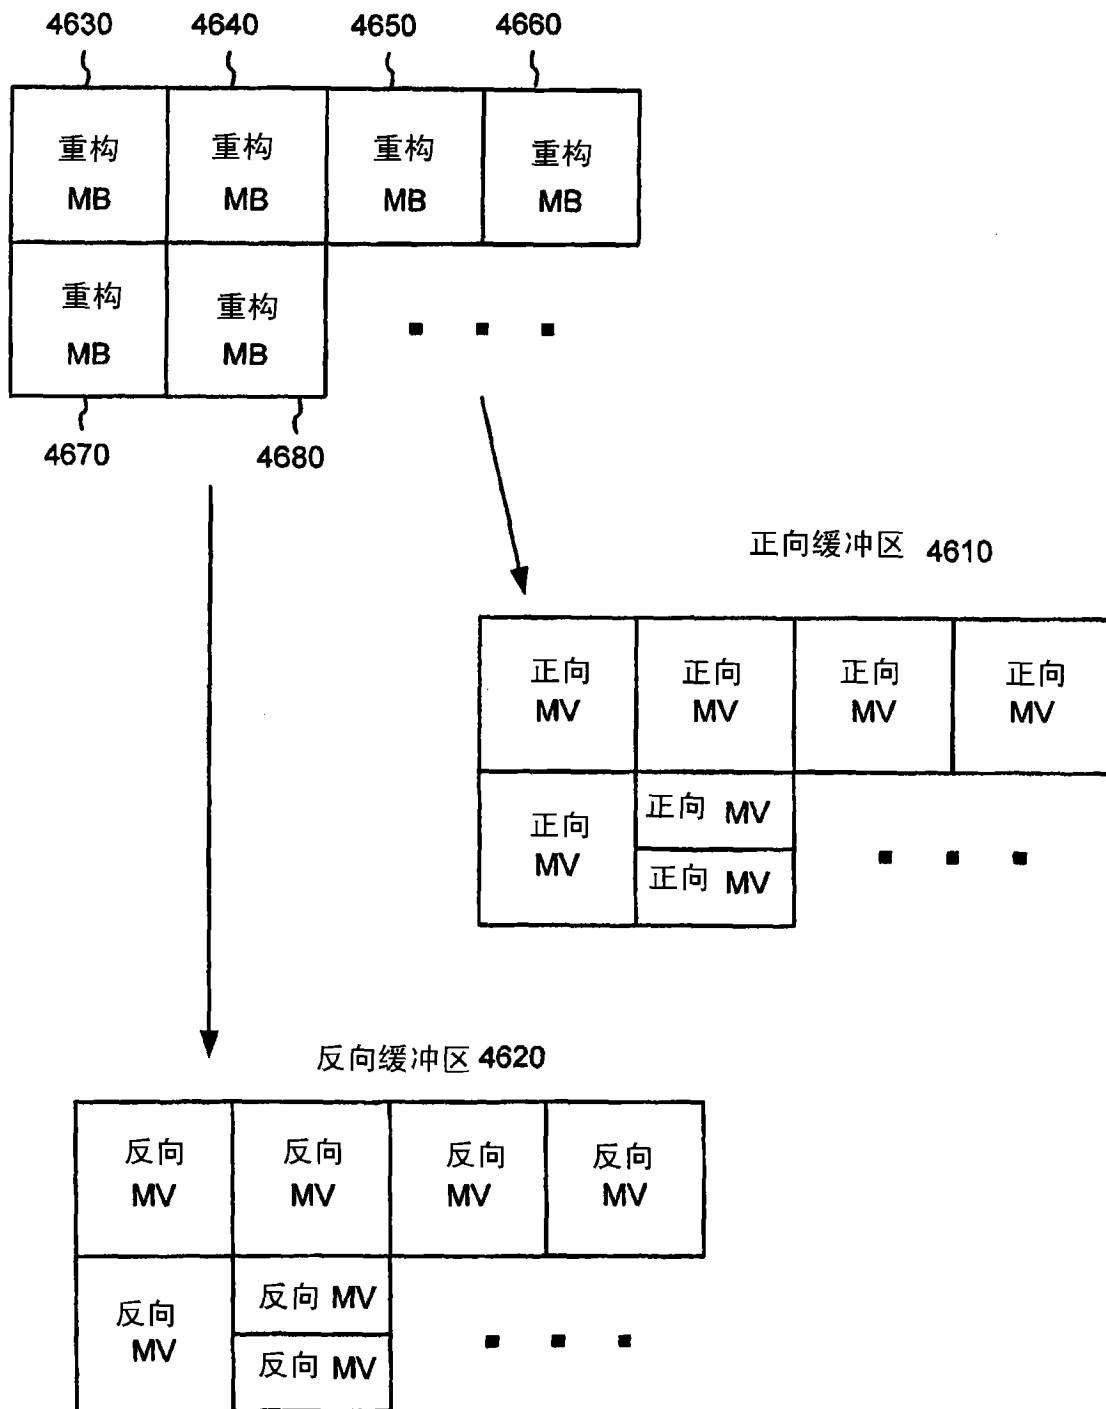 4630 4640 4650 4660
重构 重构 重构 重构
MB MB MB MB
重构 重构
MB MB
4670 4680
正向缓冲区 4610
正向 正向 正向 正向
MV MV MV MV
正向 MV
正向
MV
正向 MV
反向缓冲区 4620
反向 反向 反向 反向
MV MV MV MV
反向 MV
反向
MV
反向 MV